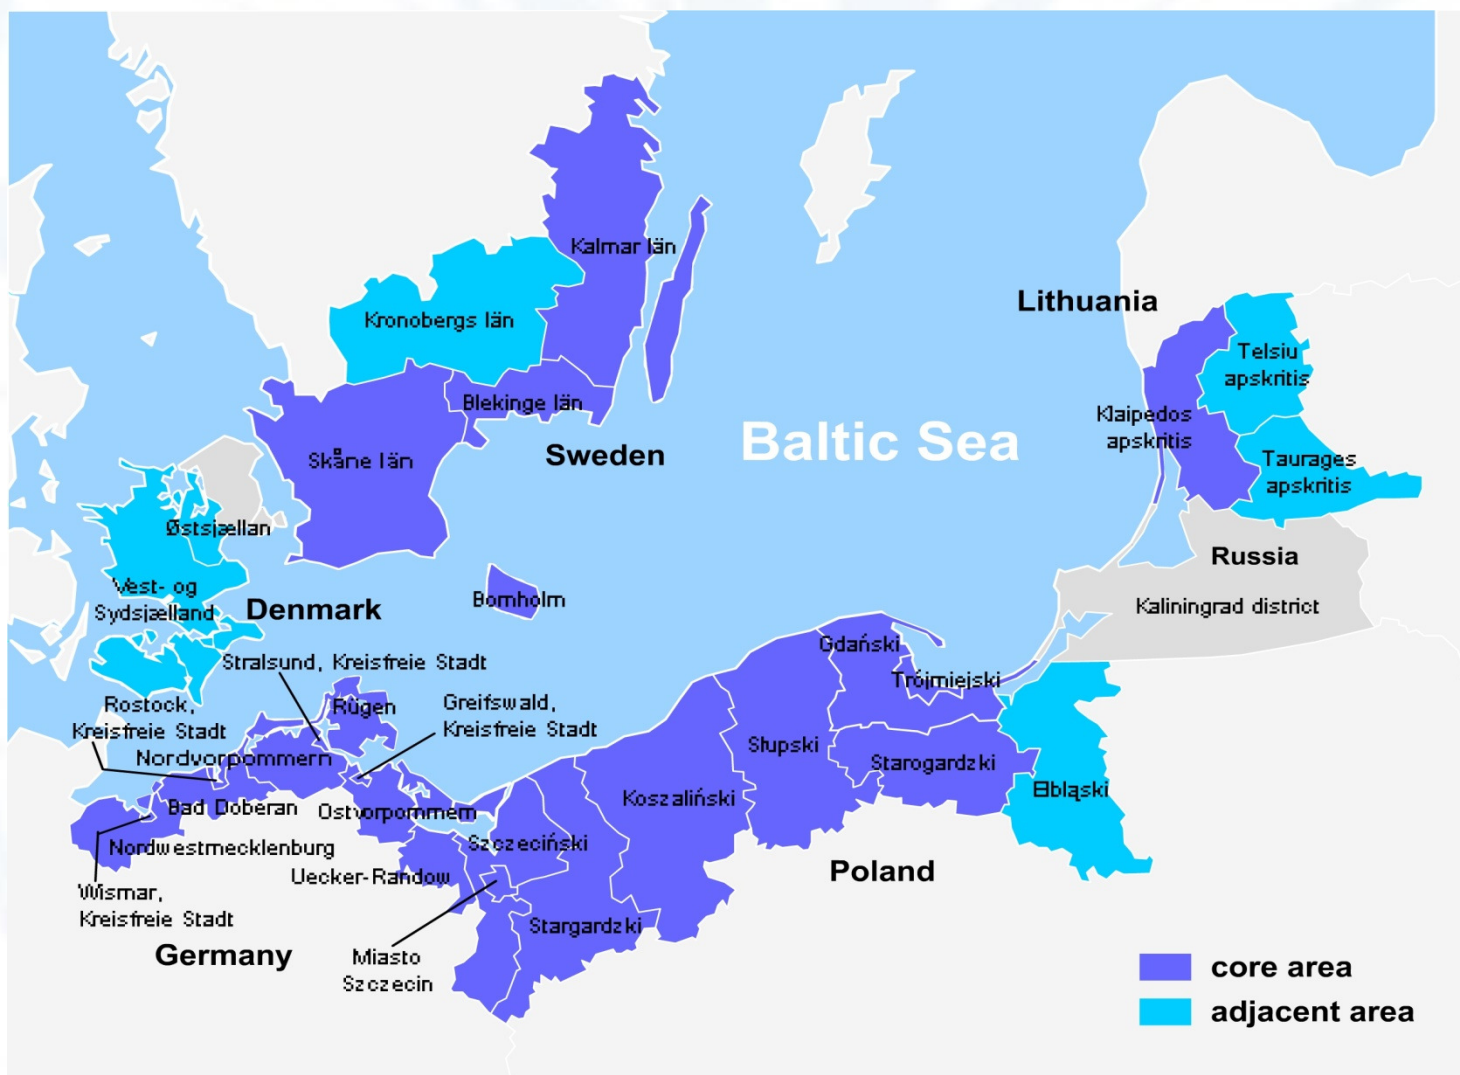 Kalmar län
Kronobergs län
Lithuania
Telsiu
apskritis
Blekinge län
Klaipedos
apskritis
Baltic Sea
Sweden
Skåne län
Taurages
apskritis
Østsjællan
Russia
Vest- og
Sydsjælland
Denmark
Bornholm
Kaliningrad district
Gdański
Stralsund, Kreisfreie Stadt
Trójmiejski
Rostock,
Kreisfreie Stadt
Rügen
Greifswald,
Kreisfreie Stadt
Nordvorpommern
Słupski
Starogardzki
Elbląski
Koszaliński
Bad Doberan
Ostvorpommern
Szczeciński
Nordwestmecklenburg
Uecker-Randow
Poland
Wismar,
Kreisfreie Stadt
Stargardzki
Germany
Miasto
Szczecin
core area
adjacent area